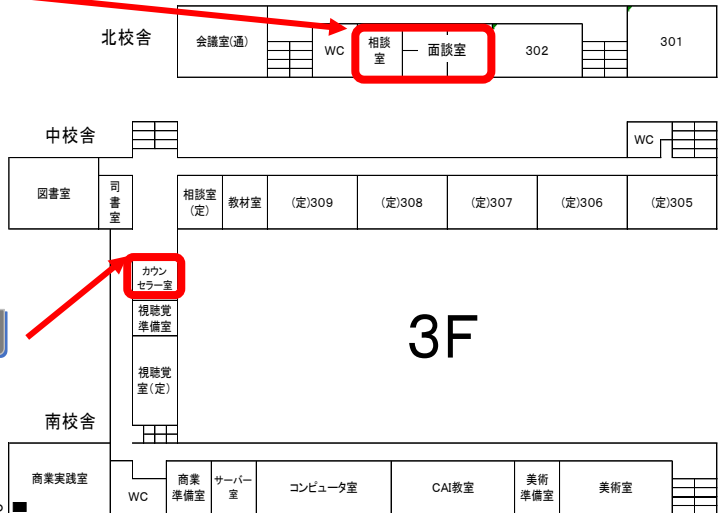 北校舎
会議室(通)
WC
相談
室
面談室
302
301
中校舎
WC
図書室
司
書
室
相談室
(定)
教材室
(定)309
(定)308
(定)307
(定)306
(定)305
カウン
セラー室
視聴覚
準備室
3F
視聴覚
室(定)
南校舎
商業実践室
WC
商業
準備室
サーバー
室
コンピュータ室
CAI教室
美術
準備室
美術室